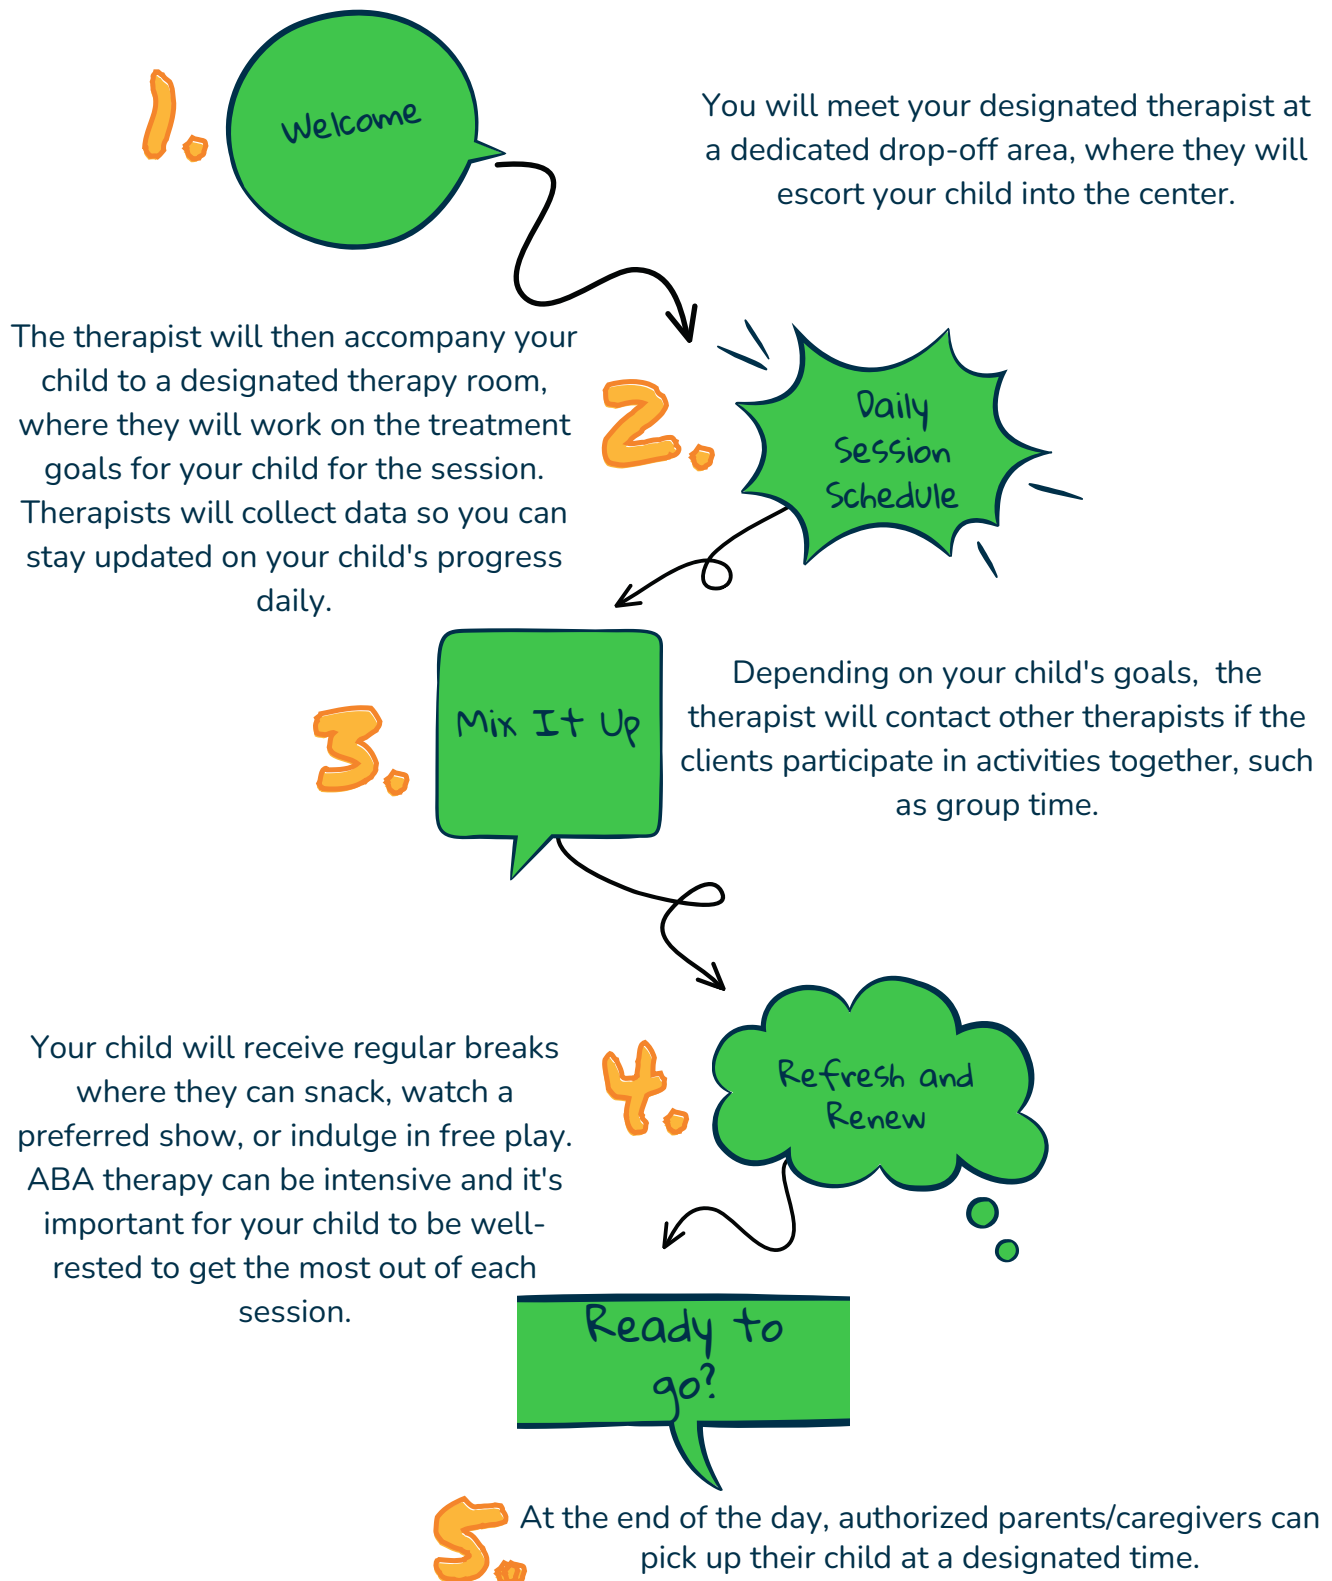 1.
Welcome
You will meet your designated therapist at
a dedicated drop-off area, where they will
escort your child into the center.
2.
Daily
Session
Schedule
The therapist will then accompany your
child to a designated therapy room,
where they will work on the treatment
goals for your child for the session.
Therapists will collect data so you can
stay updated on your child's progress
daily.
3.
Mix It Up
Depending on your child's goals,  the
therapist will contact other therapists if the
clients participate in activities together, such
as group time.
4.
Refresh and
Renew
Your child will receive regular breaks
where they can snack, watch a
preferred show, or indulge in free play.
ABA therapy can be intensive and it's
important for your child to be well-
rested to get the most out of each
session.
Ready to
go?
5.
At the end of the day, authorized parents/caregivers can
pick up their child at a designated time.